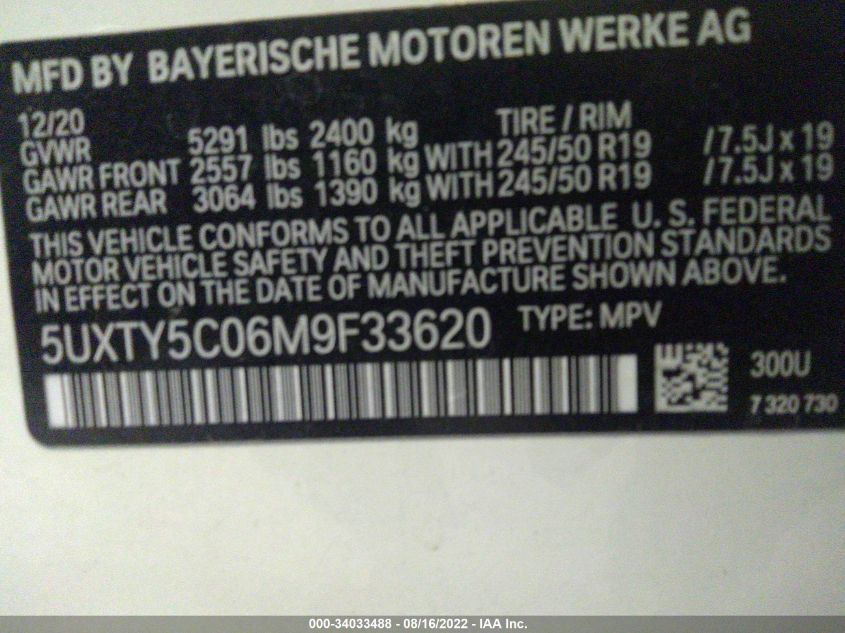 MFD BY BAYERISCHE MOTOREN WERKE AG
12/20 TIRE / RIM
GVWR 5291 lbs 2400 kg
GAWR FRONT 2557 lbs 1160 kg WITH 245/50 R19 /7.5J x 19
GAWR REAR 3064 lbs 1390 kg WITH 245/50 R19 /7.5J x 19
THIS VEHICLE CONFORMS TO ALL APPLICABLE U. S. FEDERAL
MOTOR VEHICLE SAFETY AND THEFT PREVENTION STANDARDS
IN EFFECT ON THE DATE OF MANUFACTURE SHOWN ABOVE.
5UXTY5C06M9F33620 TYPE: MPV
300U
7 320 730
000-34033488 - 08/16/2022 - IAA Inc.